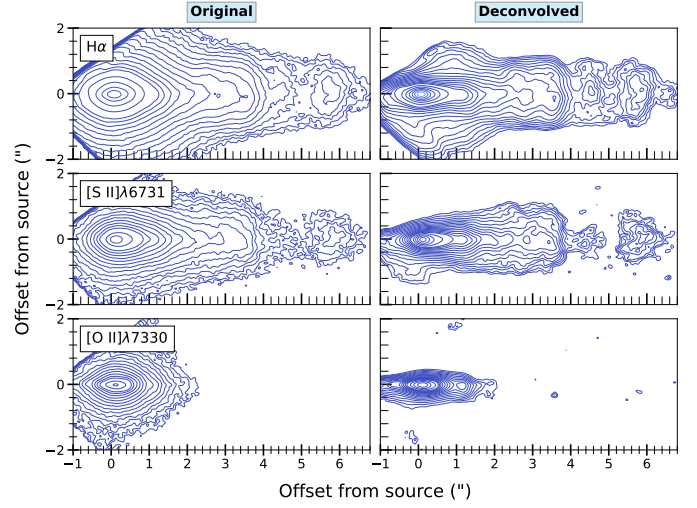 Original Deconvolved
2
0
−2
Hα
2
0
−2
[S II]λ6731
2
0
−2
[O II]λ7330
−1 0 1 2 3 4 5 6 −1 0 1 2 3 4 5 6
Offset from source (")
Offset from source (")